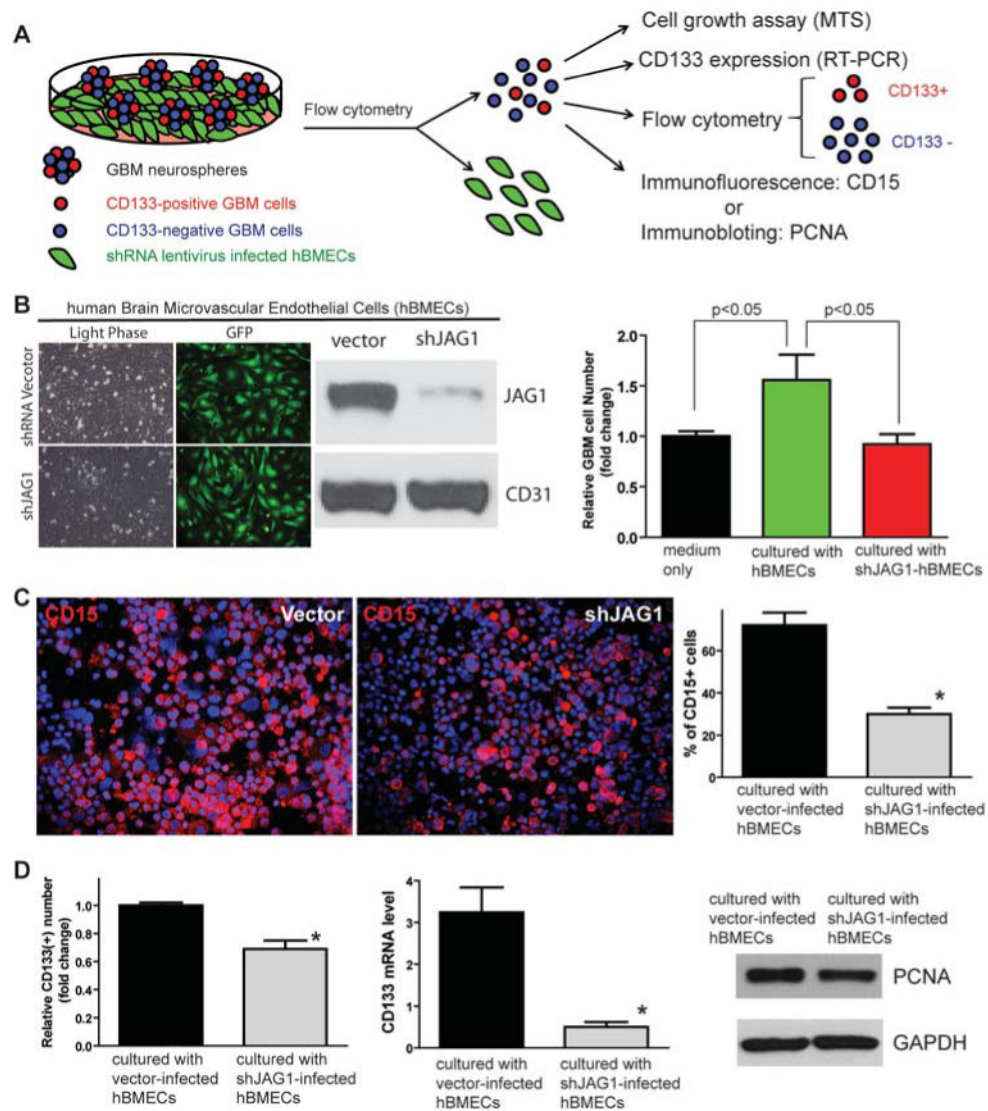 A
Cell growth assay (MTS)
CD133 expression (RT-PCR)
Flow cytometry
Flow cytometry
CD133+
CD133 -
Immunofluorescence: CD15
or
Immunobloting: PCNA
GBM neurospheres
CD133-positive GBM cells
CD133-negative GBM cells
shRNA lentivirus infected hBMECs
B
human Brain Microvascular Endothelial Cells (hBMECs)
Light Phase
GFP
vector
shJAG1
shRNA Vecotor
shJAG1
JAG1
CD31
p<0.05
p<0.05
Relative GBM cell Number
(fold change)
2.0
1.5
1.0
0.5
0.0
medium
only
cultured with
hBMECs
cultured with
shJAG1-hBMECs
C
CD15
Vector
CD15
shJAG1
% of CD15+ cells
60
40
20
0
*
cultured with
vector-infected
hBMECs
cultured with
shJAG1-infected
hBMECs
D
Relative CD133(+) number
(fold change)
1.0
0.8
0.6
0.4
0.2
0.0
*
cultured with
vector-infected
hBMECs
cultured with
shJAG1-infected
hBMECs
CD133 mRNA level
4
3
2
1
0
*
cultured with
vector-infected
hBMECs
cultured with
shJAG1-infected
hBMECs
cultured with
vector-infected
hBMECs
cultured with
shJAG1-infected
hBMECs
PCNA
GAPDH